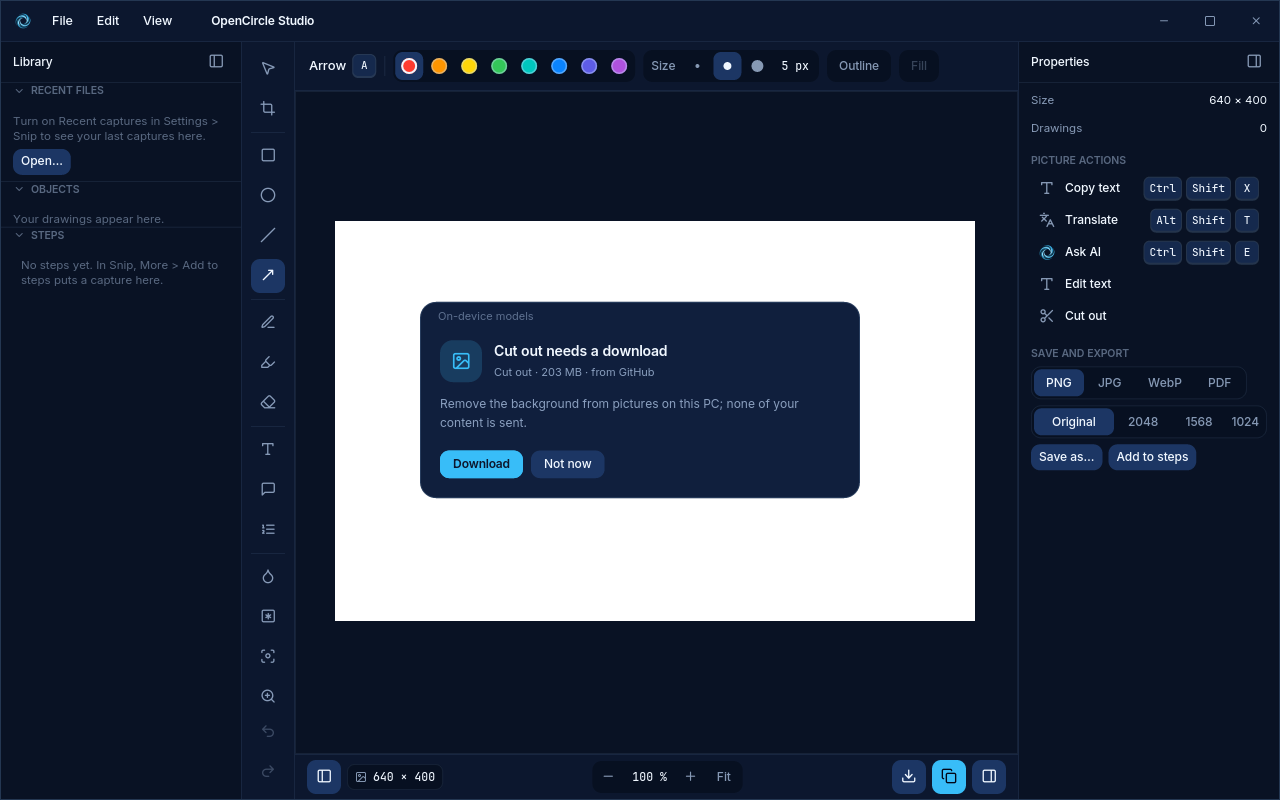 File Edit View OpenCircle Studio
Library
RECENT FILES
Turn on Recent captures in Settings >
Snip to see your last captures here.
Open...
OBJECTS
Your drawings appear here.
STEPS
No steps yet. In Snip, More > Add to
steps puts a capture here.
Arrow A Size 5 px Outline Fill
On-device models
Cut out needs a download
Cut out · 203 MB · from GitHub
Remove the background from pictures on this PC; none of your
content is sent.
Download Not now
640 × 400 100 % Fit
Properties
Size 640 × 400
Drawings 0
PICTURE ACTIONS
Copy text Ctrl Shift X
Translate Alt Shift T
Ask AI Ctrl Shift E
Edit text
Cut out
SAVE AND EXPORT
PNG JPG WebP PDF
Original 2048 1568 1024
Save as... Add to steps